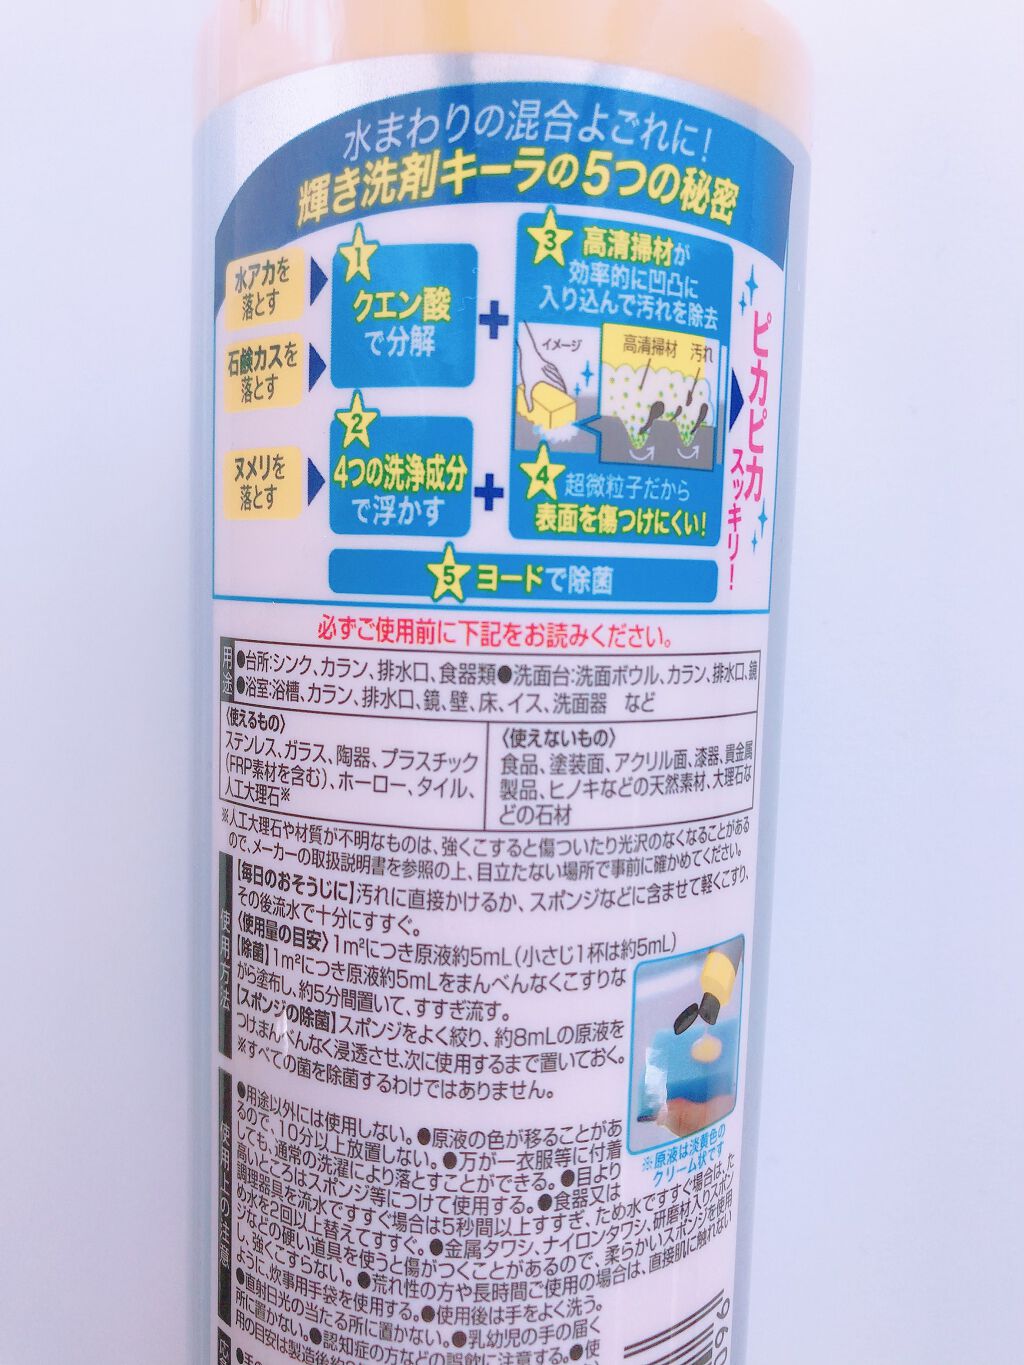 水まわりの混合よごれに!
輝き洗剤キーラの5つの秘密
水アカを
落とす
石鹸カスを
落とす
ヌメリを
落とす
1
クエン酸
で分解
2
4つの洗浄成分
で浮かす
+
+
3
高清掃材が
効率的に凹凸に
入り込んで汚れを除去
イメージ
高清掃材 汚れ
4
超微粒子だから
表面を傷つけにくい!
5 ヨードで除菌
ピカピカ
スッキリ!
必ずご使用前に下記をお読みください。
用途
●台所:シンク、カラン、排水口、食器類●洗面台:洗面ボウル、カラン、排水口、鏡
●浴室:浴槽、カラン、排水口、鏡、壁、床、イス、洗面器 など
〈使えるもの〉
ステンレス、ガラス、陶器、プラスチック
(FRP素材を含む)、ホーロー、タイル、
人工大理石※
〈使えないもの〉
食品、塗装面、アクリル面、漆器、貴金属
製品、ヒノキなどの天然素材、大理石な
どの石材
※人工大理石や材質が不明なものは、強くこすると傷ついたり光沢のなくなることがある
ので、メーカーの取扱説明書を参照の上、目立たない場所で事前に確かめてください。
使用方法
【毎日のおそうじに】汚れに直接かけるか、スポンジなどに含ませて軽くこすり、
その後流水で十分にすすぐ。
〈使用量の目安〉1m²につき原液約5mL(小さじ1杯は約5mL)
【除菌】1m²につき原液約5mLをまんべんなくこすりな
がら塗布し、約5分間置いて、すすぎ流す。
【スポンジの除菌】スポンジをよく絞り、約8mLの原液を
つけまんべんなく浸透させ、次に使用するまで置いておく。
※すべての菌を除菌するわけではありません。
※原液は淡黄色の
クリーム状です
使用上の注意
●用途以外には使用しない。●原液の色が移ることがあ
るので、10分以上放置しない。●万が一衣服等に付着
しても、通常の洗濯により落とすことができる。●目より
高いところはスポンジ等につけて使用する。●食器又は
調理器具を流水ですすぐ場合は5秒間以上すすぎ、ため水ですすぐ場合は、た
め水を2回以上替えてすすぐ。●金属タワシ、ナイロンタワシ、研磨材入りスポン
ジなどの硬い道具を使うと傷がつくことがあるので、柔らかいスポンジを使用
し、強くこすらない。●荒れ性の方や長時間ご使用の場合は、直接肌に触れない
ように、炊事用手袋を使用する。●使用後は手をよく洗う。
●直射日光の当たる所に置かない。●乳幼児の手の届く
所に置かない。●認知症の方などの誤飲に注意する。●使
用の目安は製造後約